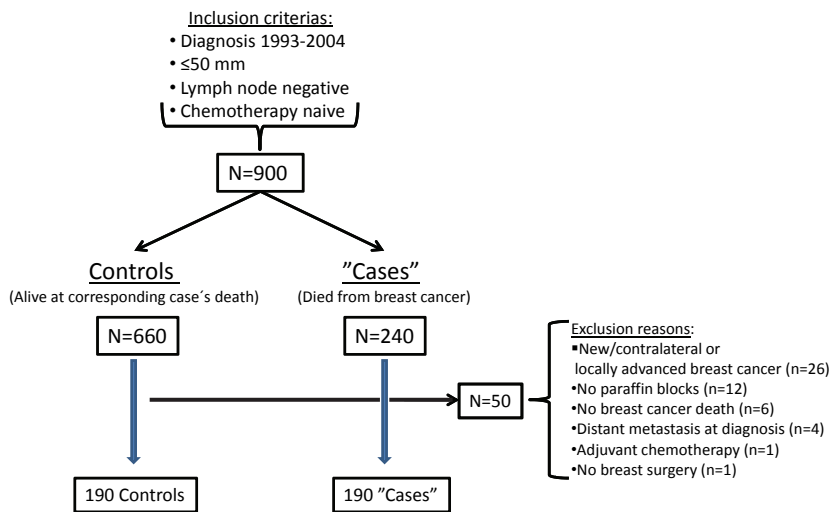 Inclusion criterias:
• Diagnosis 1993-2004
• ≤50 mm
• Lymph node negative
• Chemotherapy naive
N=900
Controls
(Alive at corresponding case´s death)
N=660
”Cases”
(Died from breast cancer)
N=240
N=50
Exclusion reasons:
▪New/contralateral or
locally advanced breast cancer (n=26)
•No paraffin blocks (n=12)
•No breast cancer death (n=6)
•Distant metastasis at diagnosis (n=4)
•Adjuvant chemotherapy (n=1)
•No breast surgery (n=1)
190 Controls
190 ”Cases”